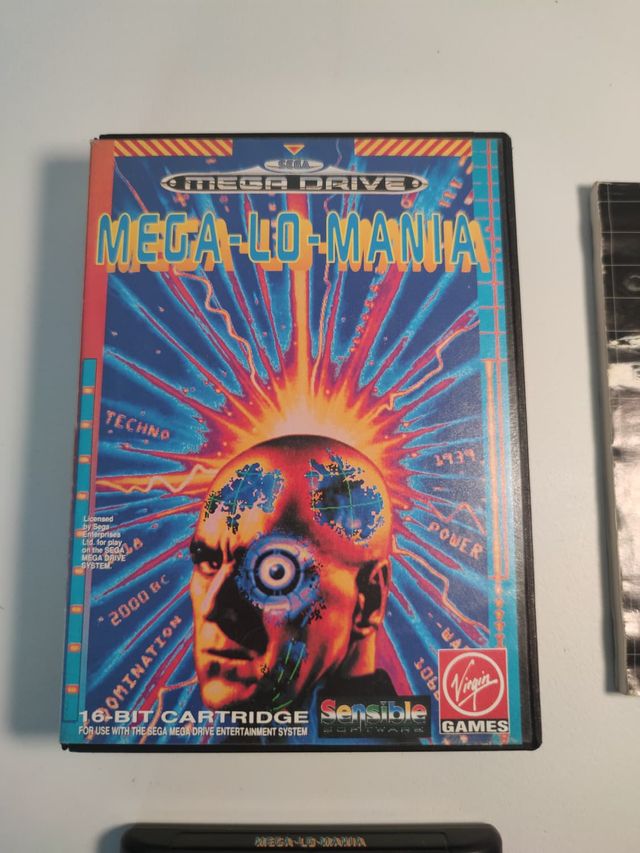 SEGA
MEGA DRIVE
MEGA-LO-MANIA
TECHNO
1939
Licensed
by Sega
Enterprises
Ltd. for play
on the SEGA
MEGA DRIVE
SYSTEM.
POWER
2000 BC
DOMINATION
Virgin
GAMES
16-BIT CARTRIDGE
FOR USE WITH THE SEGA MEGA DRIVE ENTERTAINMENT SYSTEM
Sensible
SOFTWARE
MEGA-LO-MANIA